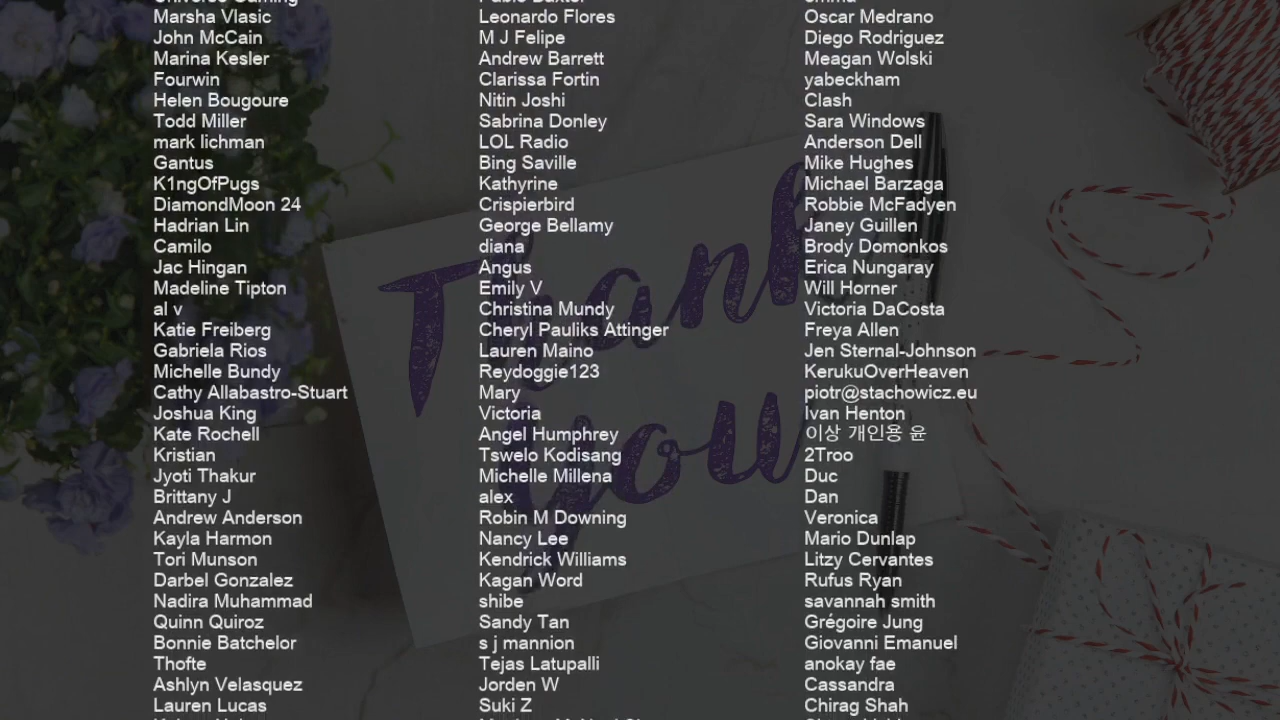 Marsha Vlasic
John McCain
Marina Kesler
Fourwin
Helen Bougoure
Todd Miller
mark lichman
Gantus
K1ngOfPugs
DiamondMoon 24
Hadrian Lin
Camilo
Jac Hingan
Madeline Tipton
al v
Katie Freiberg
Gabriela Rios
Michelle Bundy
Cathy Allabastro-Stuart
Joshua King
Kate Rochell
Kristian
Jyoti Thakur
Brittany J
Andrew Anderson
Kayla Harmon
Tori Munson
Darbel Gonzalez
Nadira Muhammad
Quinn Quiroz
Bonnie Batchelor
Thofte
Ashlyn Velasquez
Lauren Lucas
Leonardo Flores
M J Felipe
Andrew Barrett
Clarissa Fortin
Nitin Joshi
Sabrina Donley
LOL Radio
Bing Saville
Kathyrine
Crispierbird
George Bellamy
diana
Angus
Emily V
Christina Mundy
Cheryl Pauliks Attinger
Lauren Maino
Reydoggie123
Mary
Victoria
Angel Humphrey
Tswelo Kodisang
Michelle Millena
alex
Robin M Downing
Nancy Lee
Kendrick Williams
Kagan Word
shibe
Sandy Tan
s j mannion
Tejas Latupalli
Jorden W
Suki Z
Oscar Medrano
Diego Rodriguez
Meagan Wolski
yabeckham
Clash
Sara Windows
Anderson Dell
Mike Hughes
Michael Barzaga
Robbie McFadyen
Janey Guillen
Brody Domonkos
Erica Nungaray
Will Horner
Victoria DaCosta
Freya Allen
Jen Sternal-Johnson
KerukuOverHeaven
piotr@stachowicz.eu
Ivan Henton
이상 개인용 윤
2Troo
Duc
Dan
Veronica
Mario Dunlap
Litzy Cervantes
Rufus Ryan
savannah smith
Grégoire Jung
Giovanni Emanuel
anokay fae
Cassandra
Chirag Shah
Thank
you